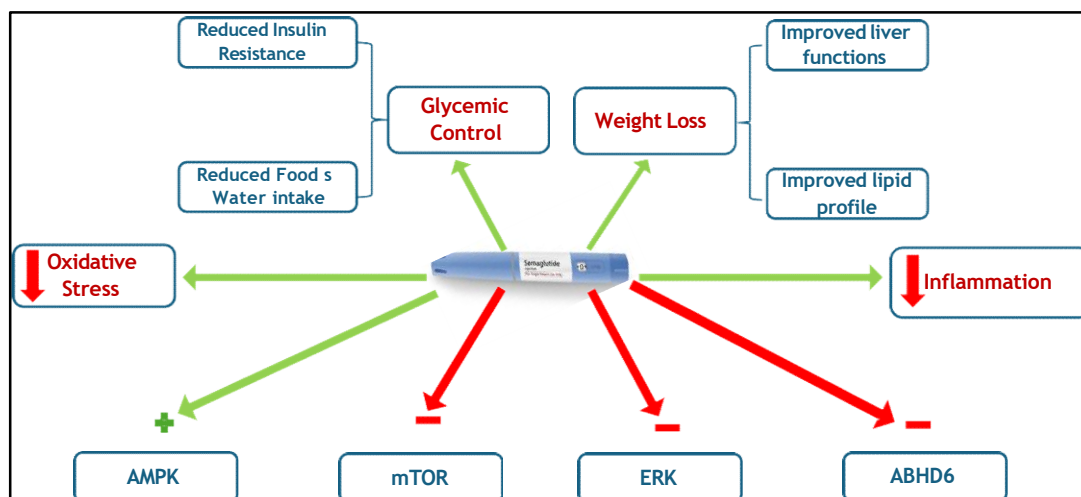 Reduced Insulin
Resistance
Improved liver
functions
Glycemic
Control
Weight Loss
Reduced Food s
Water intake
Improved lipid
profile
Oxidative
Stress
Semaglutide
Inflammation
AMPK
mTOR
ERK
ABHD6